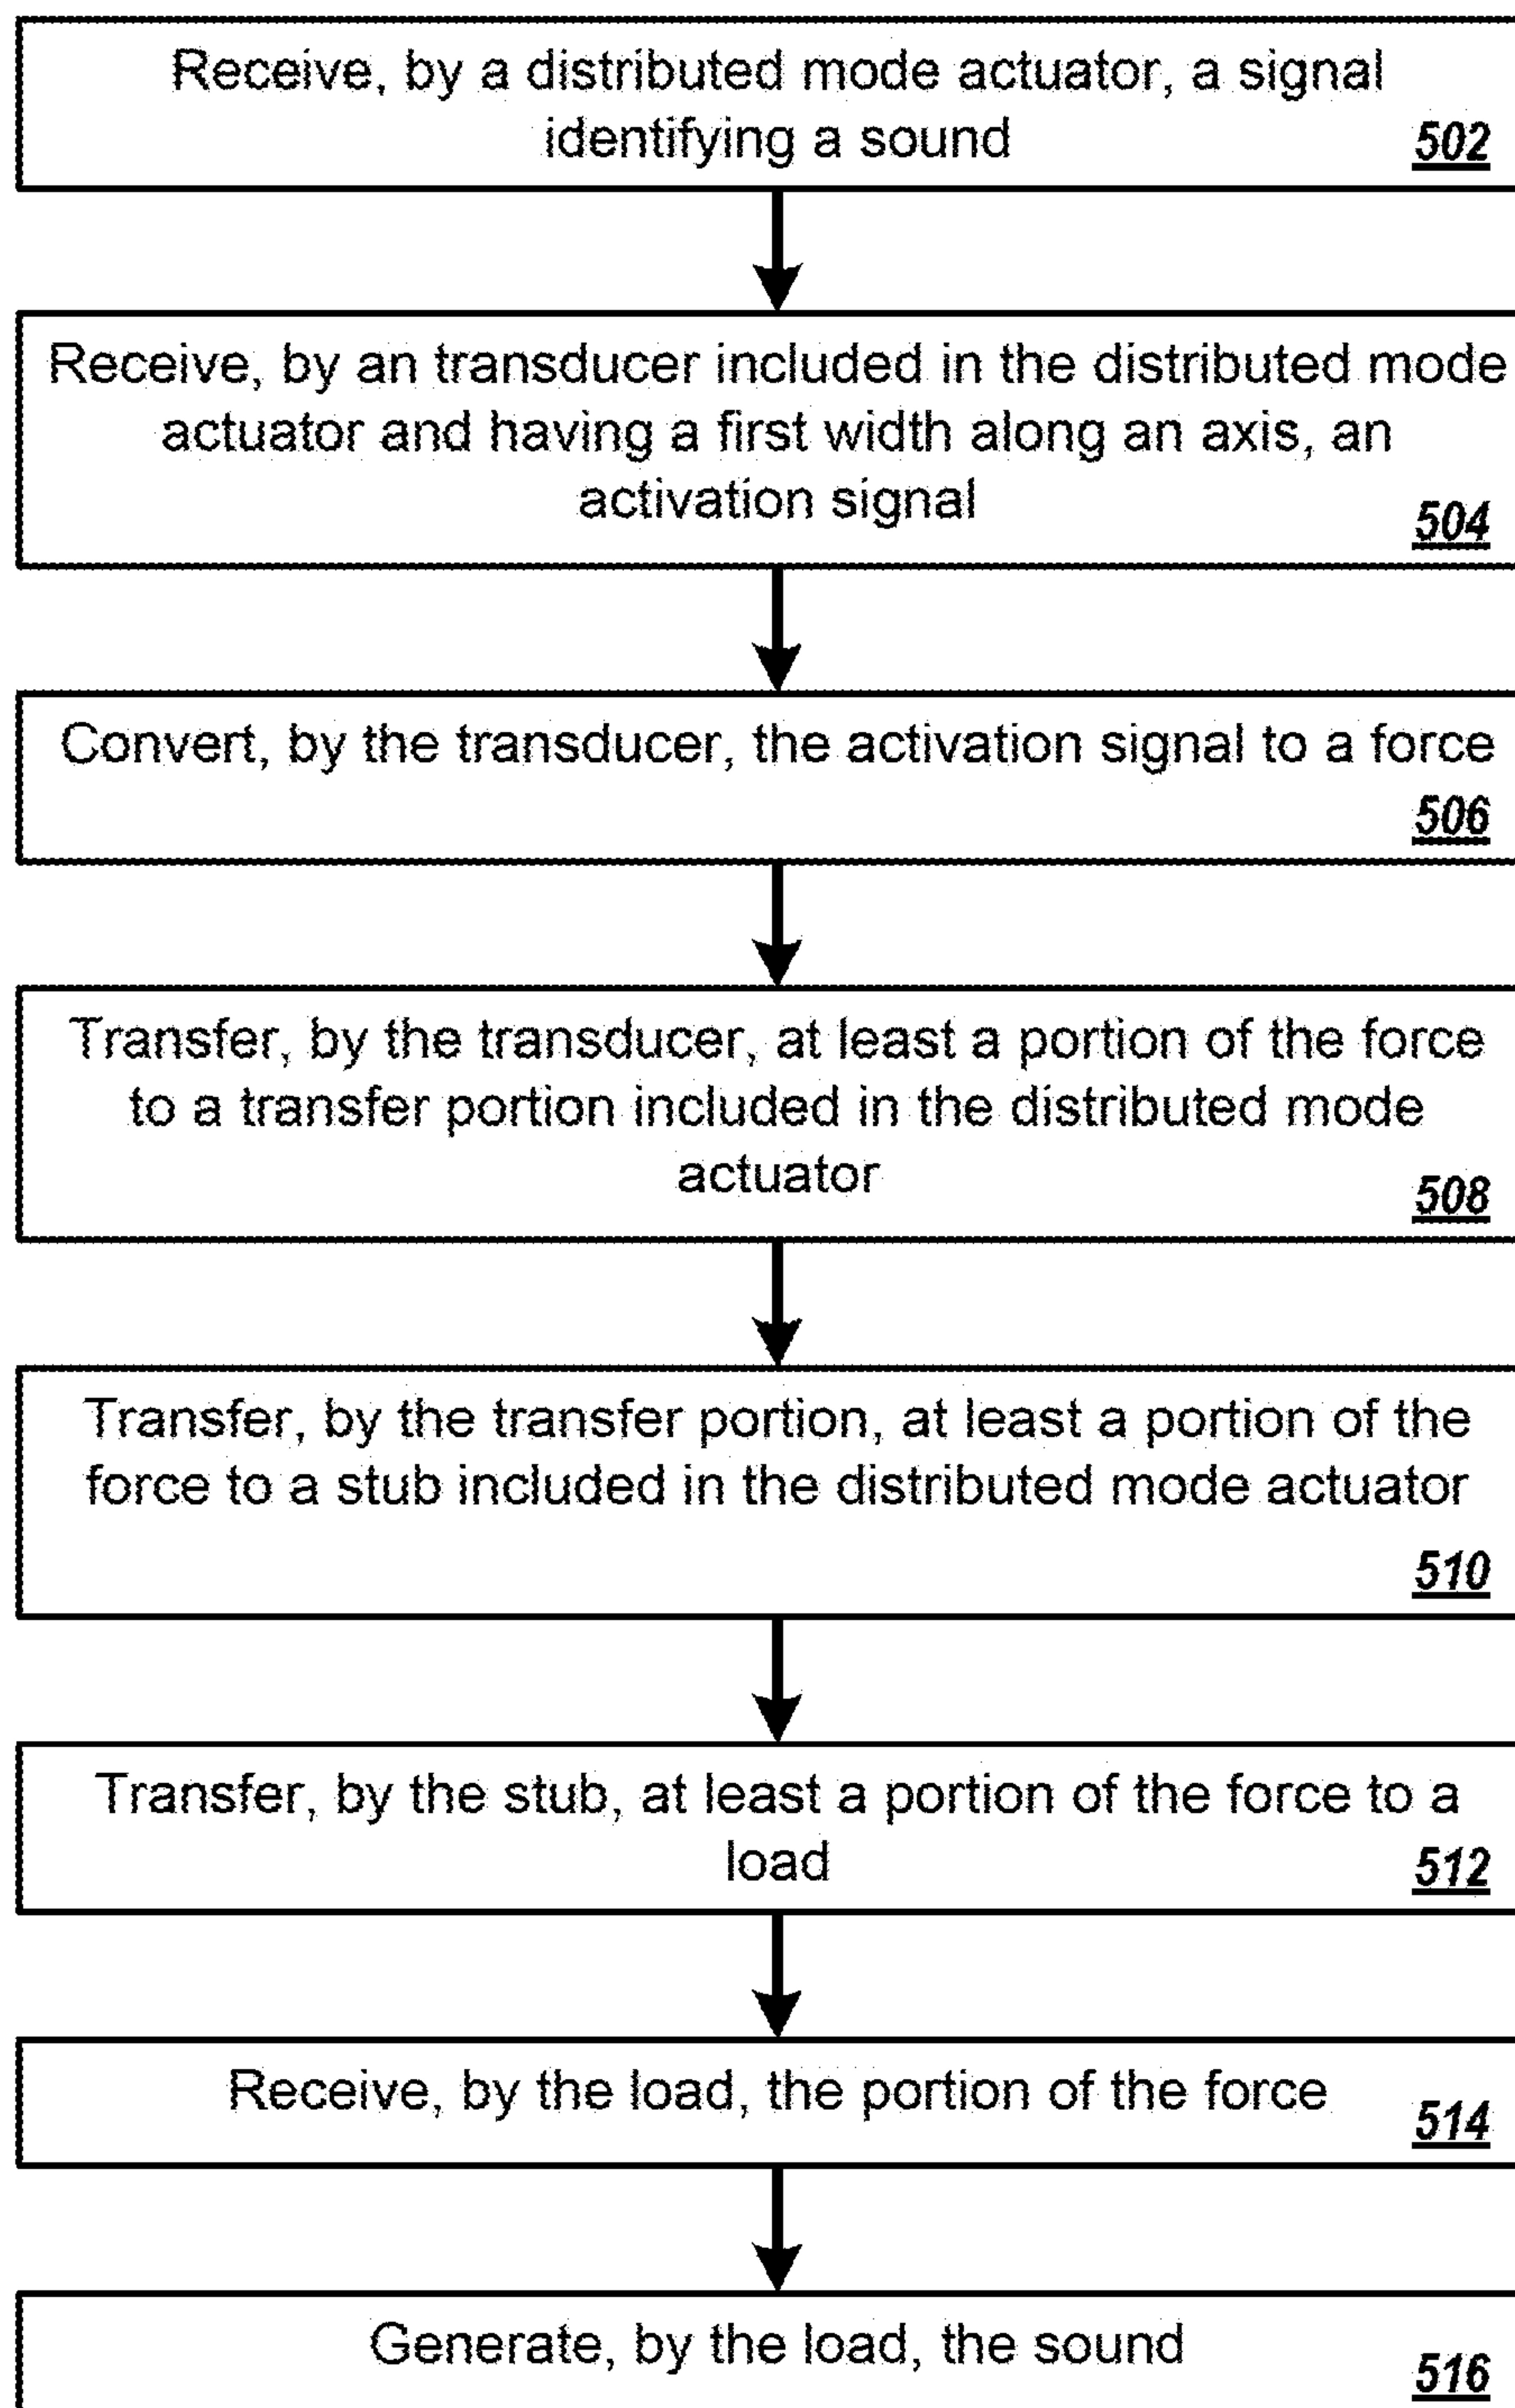 Receive, by a distributed mode actuator, a signal
identifying a sound
502
Receive, by an transducer included in the distributed mode
actuator and having a first width along an axis, an
activation signal
504
Convert, by the transducer, the activation signal to a force
506
Transfer, by the transducer, at least a portion of the force
to a transfer portion included in the distributed mode
actuator
508
Transfer, by the transfer portion, at least a portion of the
force to a stub included in the distributed mode actuator
510
Transfer, by the stub, at least a portion of the force to a
load
512
Receive, by the load, the portion of the force
514
Generate, by the load, the sound
516